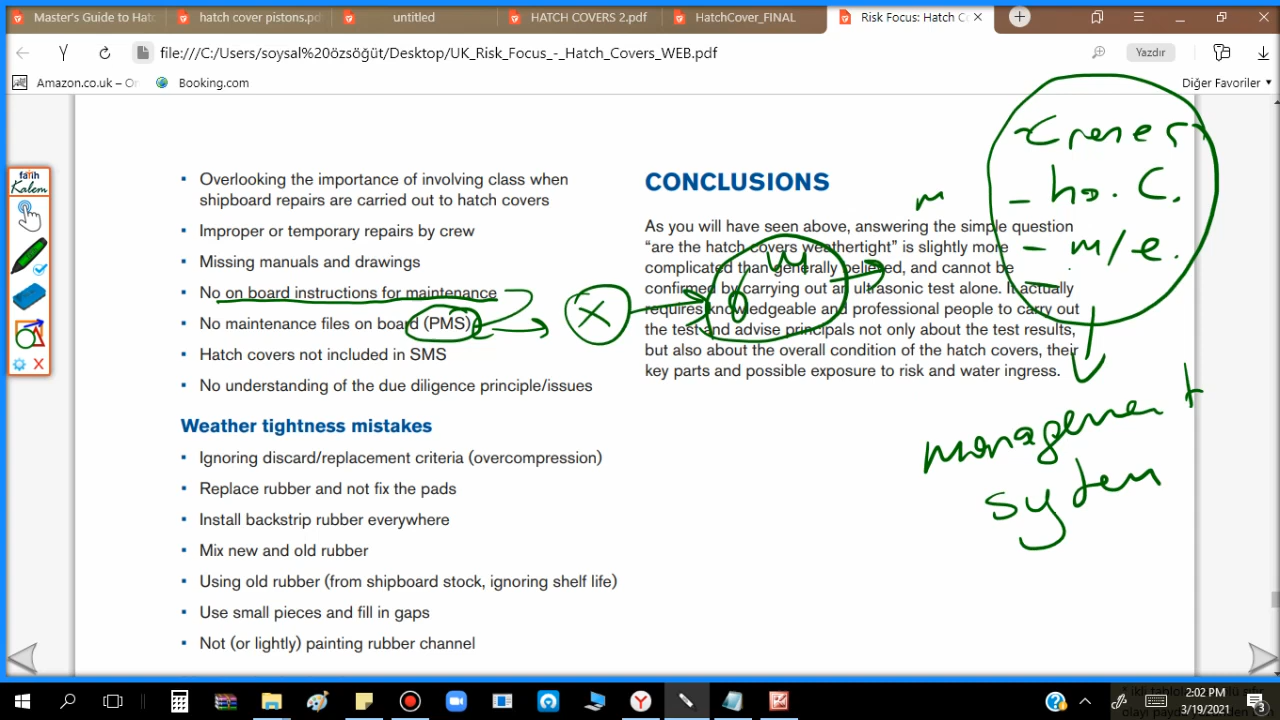 Master's Guide to Hatc
hatch cover pistons.pd
untitled
HATCH COVERS 2.pdf
HatchCover_FINAL
Risk Focus: Hatch C
file:///C:/Users/soysal%20özsöğüt/Desktop/UK_Risk_Focus_-_Hatch_Covers_WEB.pdf
Yazdır
Amazon.co.uk – On
Booking.com
Diğer Favoriler
fatih
Kalem
▪ Overlooking the importance of involving class when
shipboard repairs are carried out to hatch covers
▪ Improper or temporary repairs by crew
▪ Missing manuals and drawings
▪ No on board instructions for maintenance
▪ No maintenance files on board (PMS)
▪ Hatch covers not included in SMS
▪ No understanding of the due diligence principle/issues
Weather tightness mistakes
▪ Ignoring discard/replacement criteria (overcompression)
▪ Replace rubber and not fix the pads
▪ Install backstrip rubber everywhere
▪ Mix new and old rubber
▪ Using old rubber (from shipboard stock, ignoring shelf life)
▪ Use small pieces and fill in gaps
▪ Not (or lightly) painting rubber channel
CONCLUSIONS
As you will have seen above, answering the simple question
“are the hatch covers weathertight” is slightly more
complicated than generally believed, and cannot be
confirmed by carrying out an ultrasonic test alone. It actually
requires knowledgeable and professional people to carry out
the test and advise principals not only about the test results,
but also about the overall condition of the hatch covers, their
key parts and possible exposure to risk and water ingress.
X
m
- ho. C.
- m/e.
management
sytem
2:02 PM
3/19/2021
3